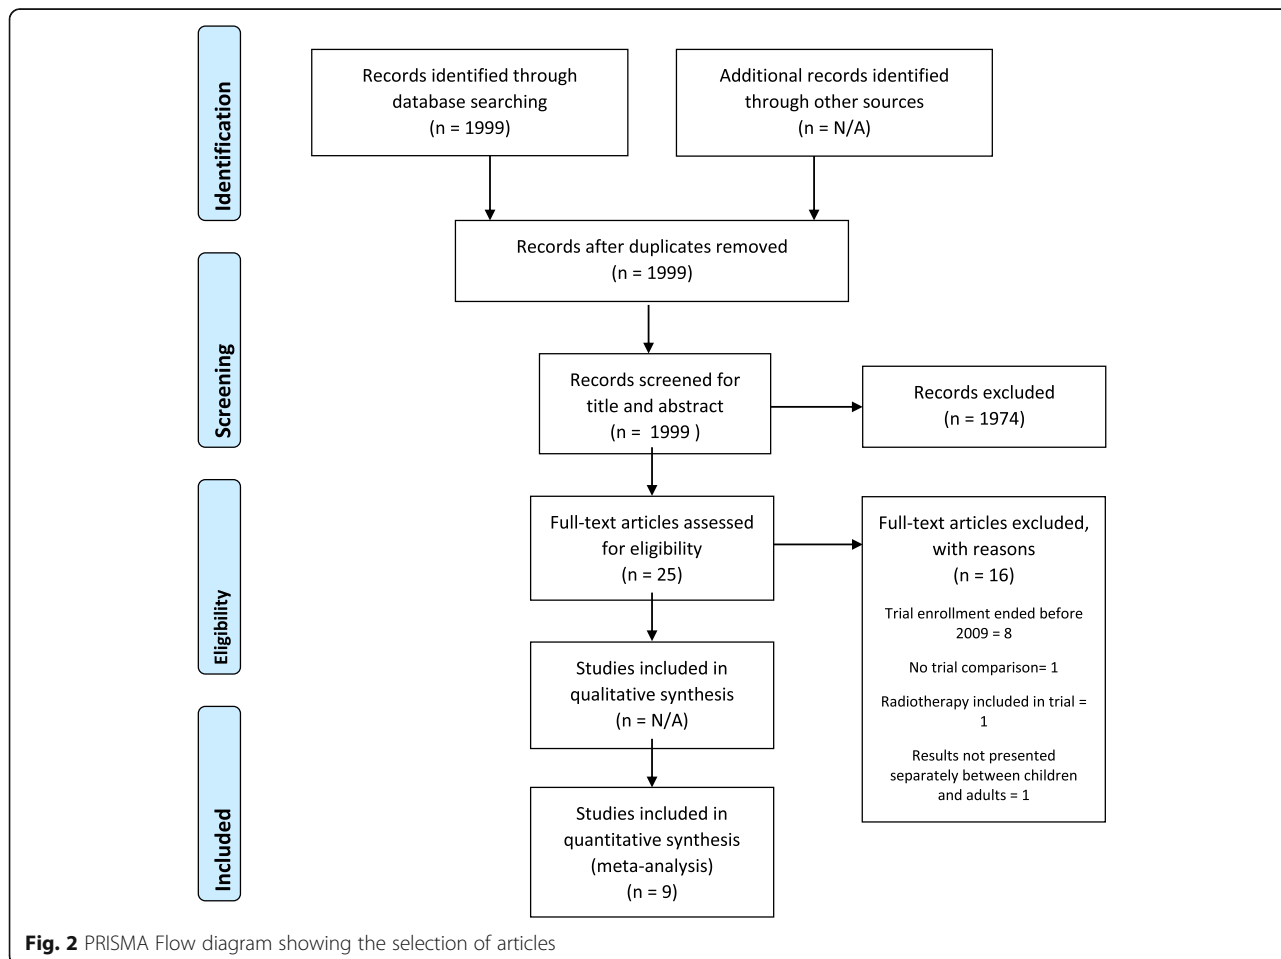 Identification
Records identified through
database searching
(n = 1999)
Additional records identified
through other sources
(n = N/A)
Records after duplicates removed
(n = 1999)
Screening
Records screened for
title and abstract
(n =  1999 )
Records excluded
(n = 1974)
Eligibility
Full-text articles assessed
for eligibility
(n = 25)
Full-text articles excluded,
with reasons
(n = 16)
Trial enrollment ended before
2009 = 8
No trial comparison= 1
Radiotherapy included in trial =
1
Results not presented
separately between children
and adults = 1
Studies included in
qualitative synthesis
(n = N/A)
Included
Studies included in
quantitative synthesis
(meta-analysis)
(n = 9)
Fig. 2 PRISMA Flow diagram showing the selection of articles